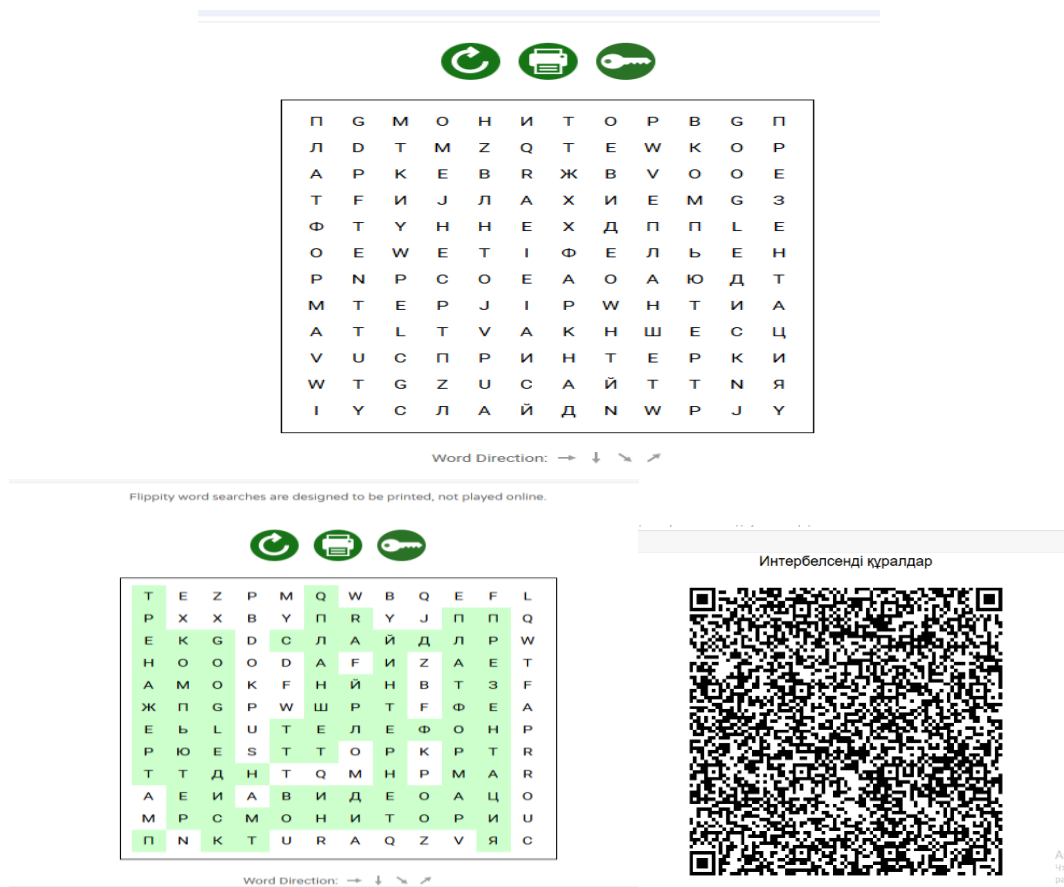 П G М О Н И Т О Р В G П
Л D Т М Z Q Т Е W К О Р
А Р К Е В R Ж В V О О Е
Т F И J Л А Х И Е М G З
Ф Т Y Н Н Е Х Д П П L Е
О Е W Е Т I Ф Е Л Ь Е Н
Р N Р С О Е А О А Ю Д Т
М Т Е Р J I Р W Н Т И А
А Т L Т V А К Н Ш Е С Ц
V U С П Р И Н Т Е Р К И
W Т G Z U С А Й Т Т N Я
I Y С Л А Й Д N W Р J Y
Word Direction:
Flippity word searches are designed to be printed, not played online.
Т Е Z Р М Q W В Q Е F L
Р Х Х В Y П R Y J П П Q
Е К G D С Л А Й Д Л Р W
Н О О О D А F И Z А Е Т
А М О К F Н Й Н В Т З F
Ж П G Р W Ш Р Т F Ф Е А
Е Ь L U Т Е Л Е Ф О Н Р
Р Ю Е S Т Т О Р К Р Т R
Т Т Д Н Т Q М Н Р М А R
А Е И А В И Д Е О А Ц О
М Р С М О Н И Т О Р И U
П N К Т U R А Q Z V Я С
Word Direction:
Интербелсенді құралдар